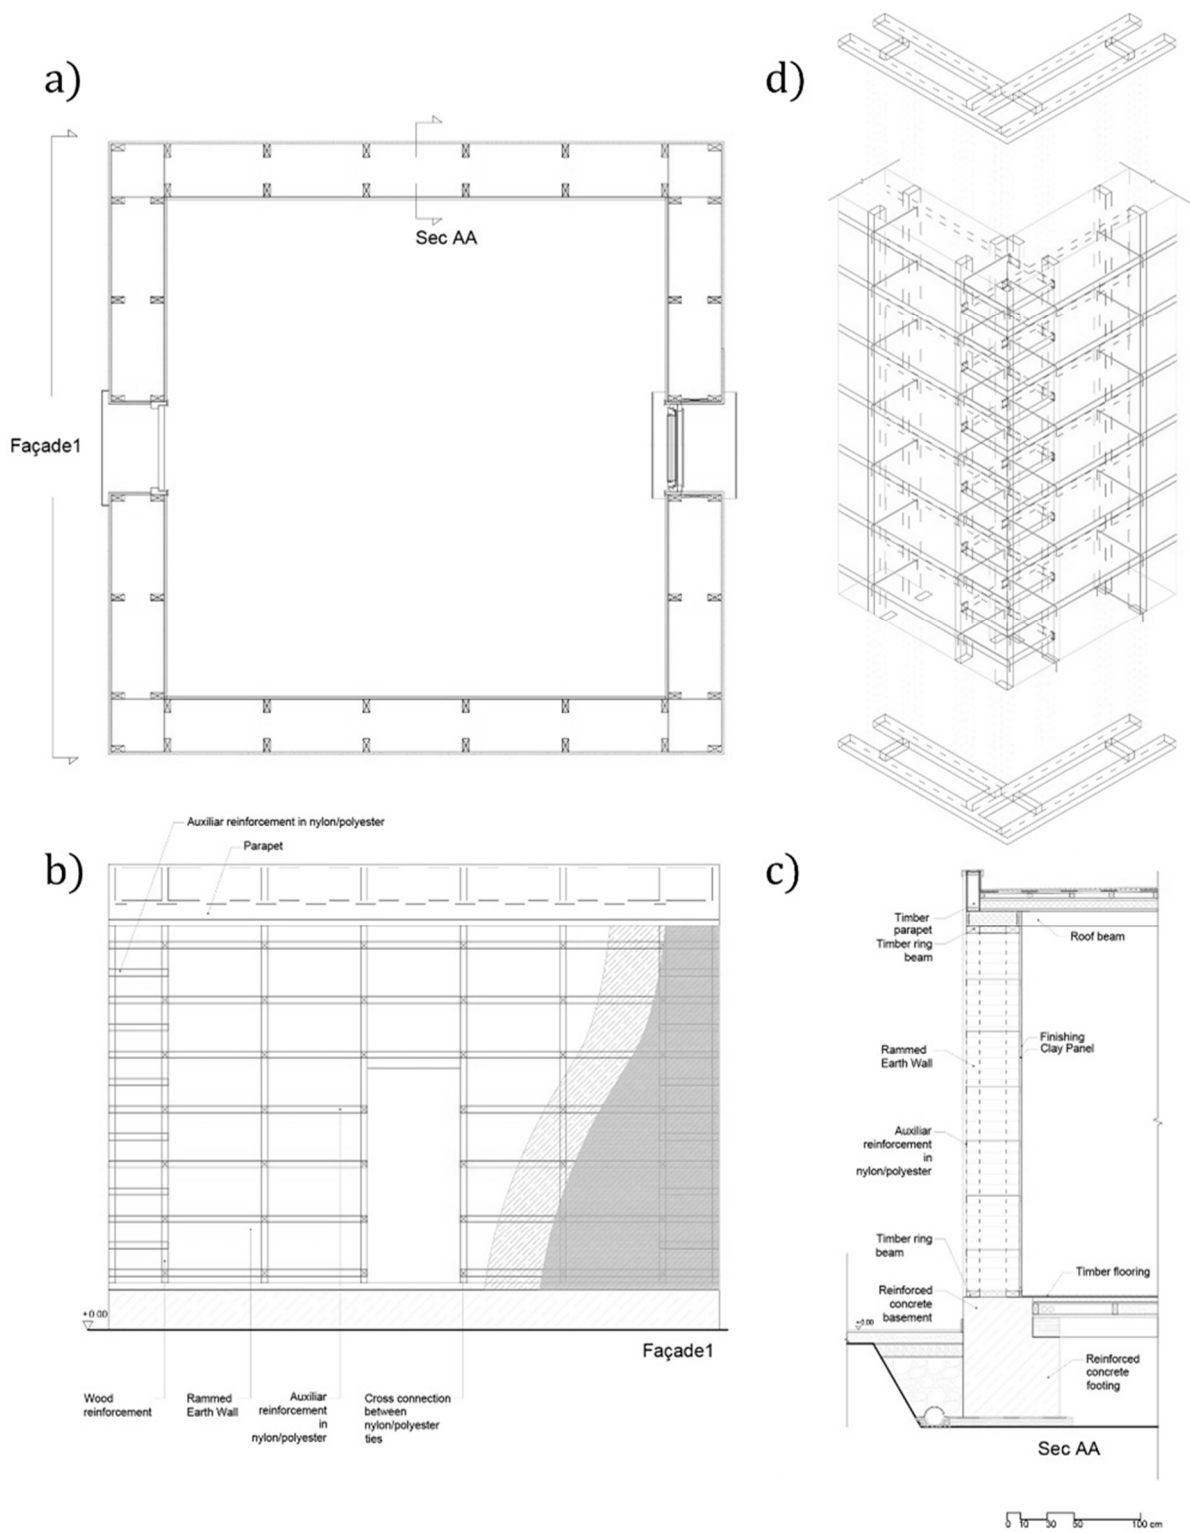 a)
Sec AA
Façade1
d)
b)
Auxiliar reinforcement in nylon/polyester
Parapet
+0.00
Façade1
Wood
reinforcement
Rammed
Earth Wall
Auxiliar
reinforcement
in
nylon/polyester
Cross connection
between
nylon/polyester
ties
c)
Timber
parapet
Timber ring
beam
Roof beam
Rammed
Earth Wall
Finishing
Clay Panel
Auxiliar
reinforcement
in
nylon/polyester
Timber ring
beam
Timber flooring
Reinforced
concrete
basement
+0.00
Reinforced
concrete
footing
Sec AA
0 10 30 50 100 cm